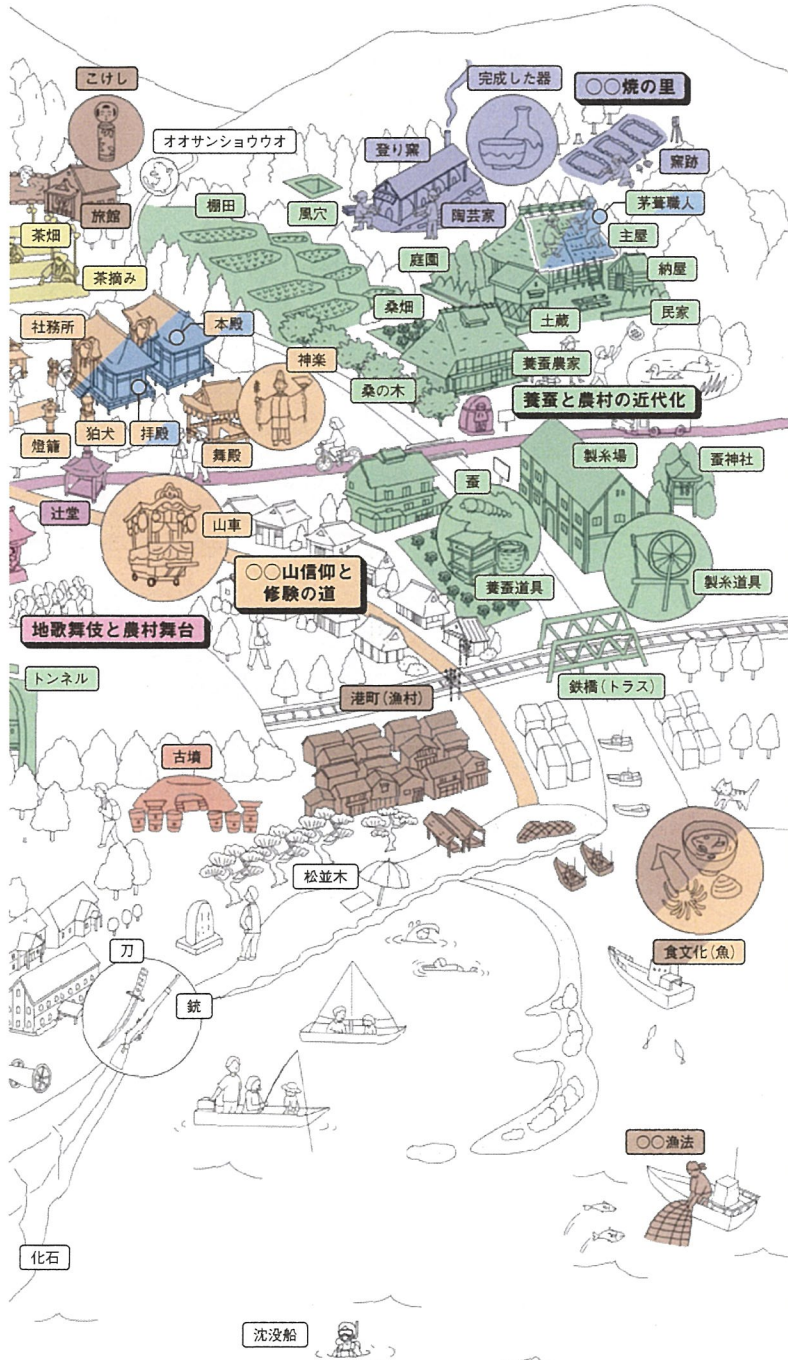 こけし
完成した器
○○焼の里
オオサンショウウオ
登り窯
窯跡
旅館
棚田
風穴
陶芸家
茅葺職人
茶畑
主屋
庭園
納屋
茶摘み
桑畑
土蔵
民家
社務所
本殿
神楽
養蚕農家
桑の木
養蚕と農村の近代化
燈籠
狛犬
拝殿
舞殿
製糸場
蚕神社
蚕
辻堂
山車
○○山信仰と
修験の道
養蚕道具
製糸道具
地歌舞伎と農村舞台
トンネル
港町(漁村)
鉄橋(トラス)
古墳
松並木
刀
食文化(魚)
銃
○○漁法
化石
沈没船